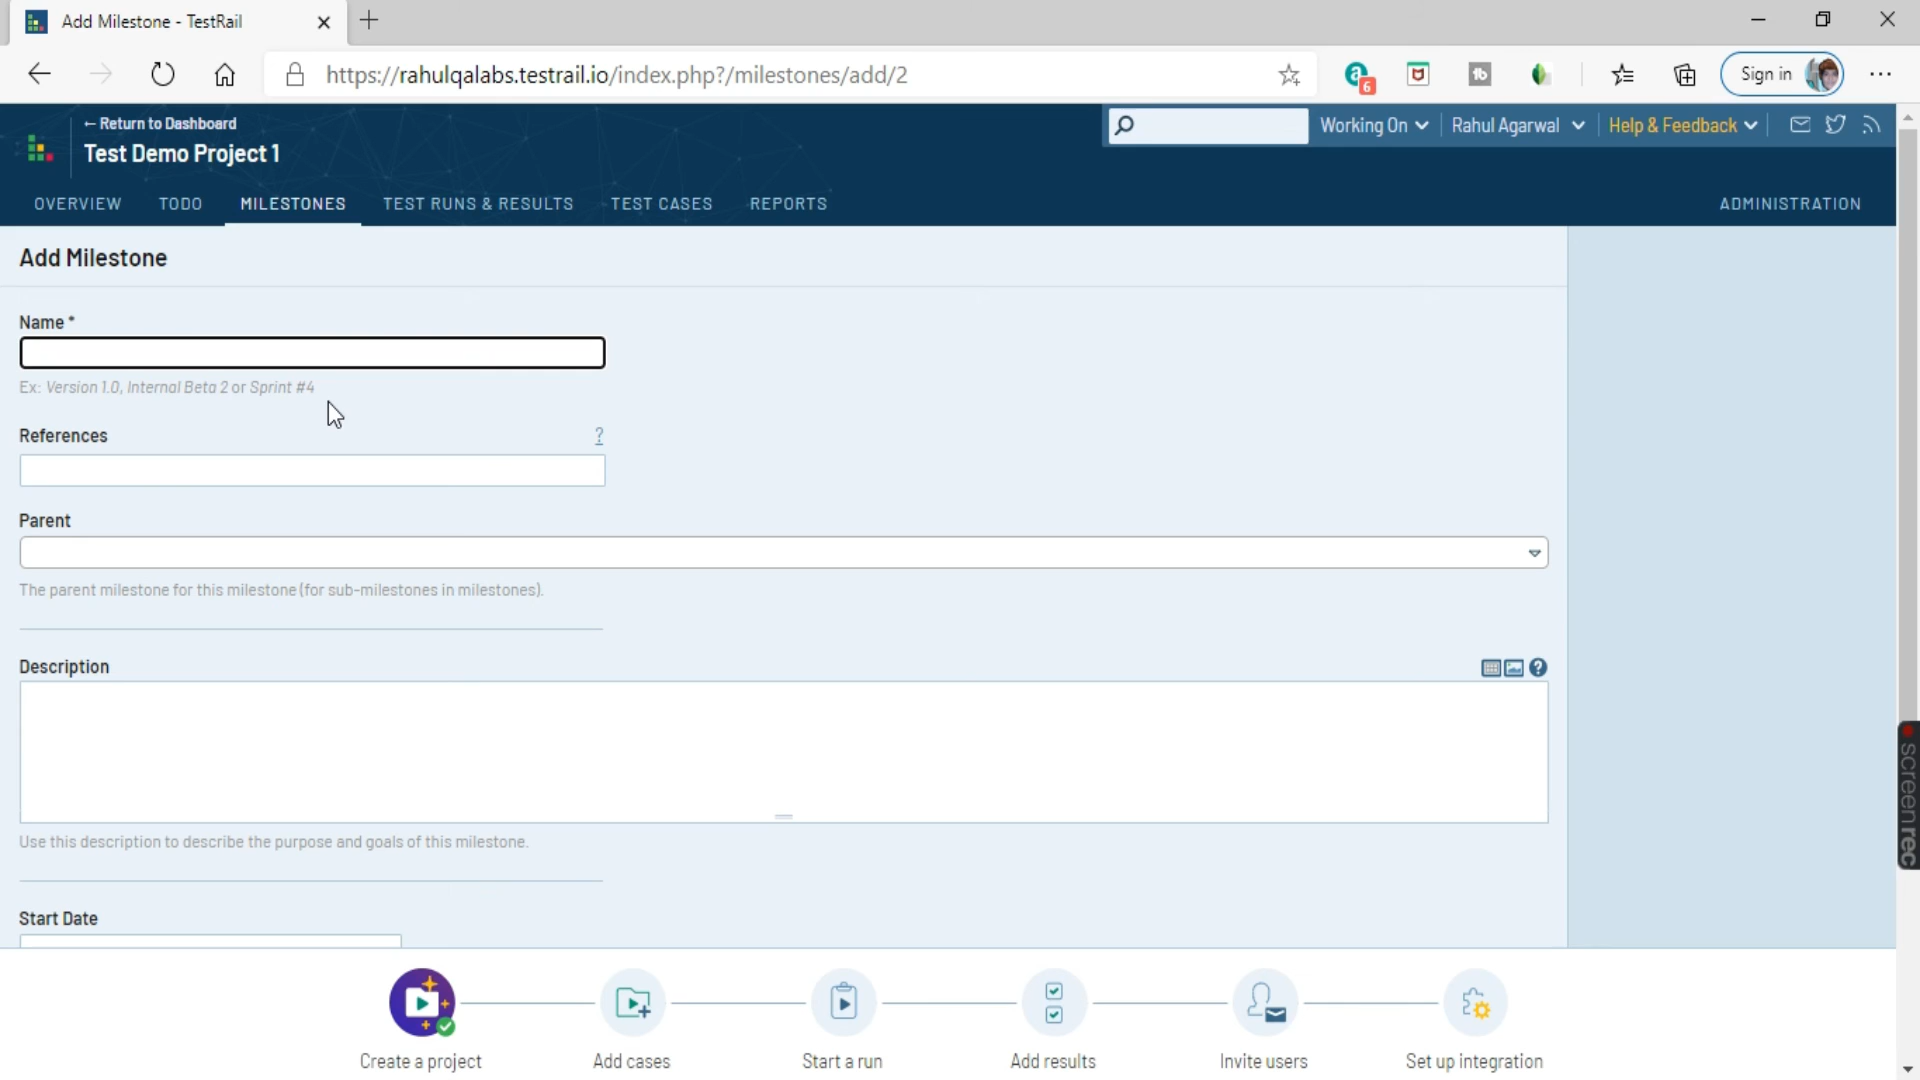 Add Milestone - TestRail
https://rahulqalabs.testrail.io/index.php?/milestones/add/2
6
Sign in
← Return to Dashboard
Test Demo Project 1
Working On
Rahul Agarwal
Help & Feedback
OVERVIEW
TODO
MILESTONES
TEST RUNS & RESULTS
TEST CASES
REPORTS
ADMINISTRATION
Add Milestone
Name *
Ex: Version 1.0, Internal Beta 2 or Sprint #4
References
?
Parent
The parent milestone for this milestone (for sub-milestones in milestones).
Description
Use this description to describe the purpose and goals of this milestone.
Start Date
Create a project
Add cases
Start a run
Add results
Invite users
Set up integration
screenrec